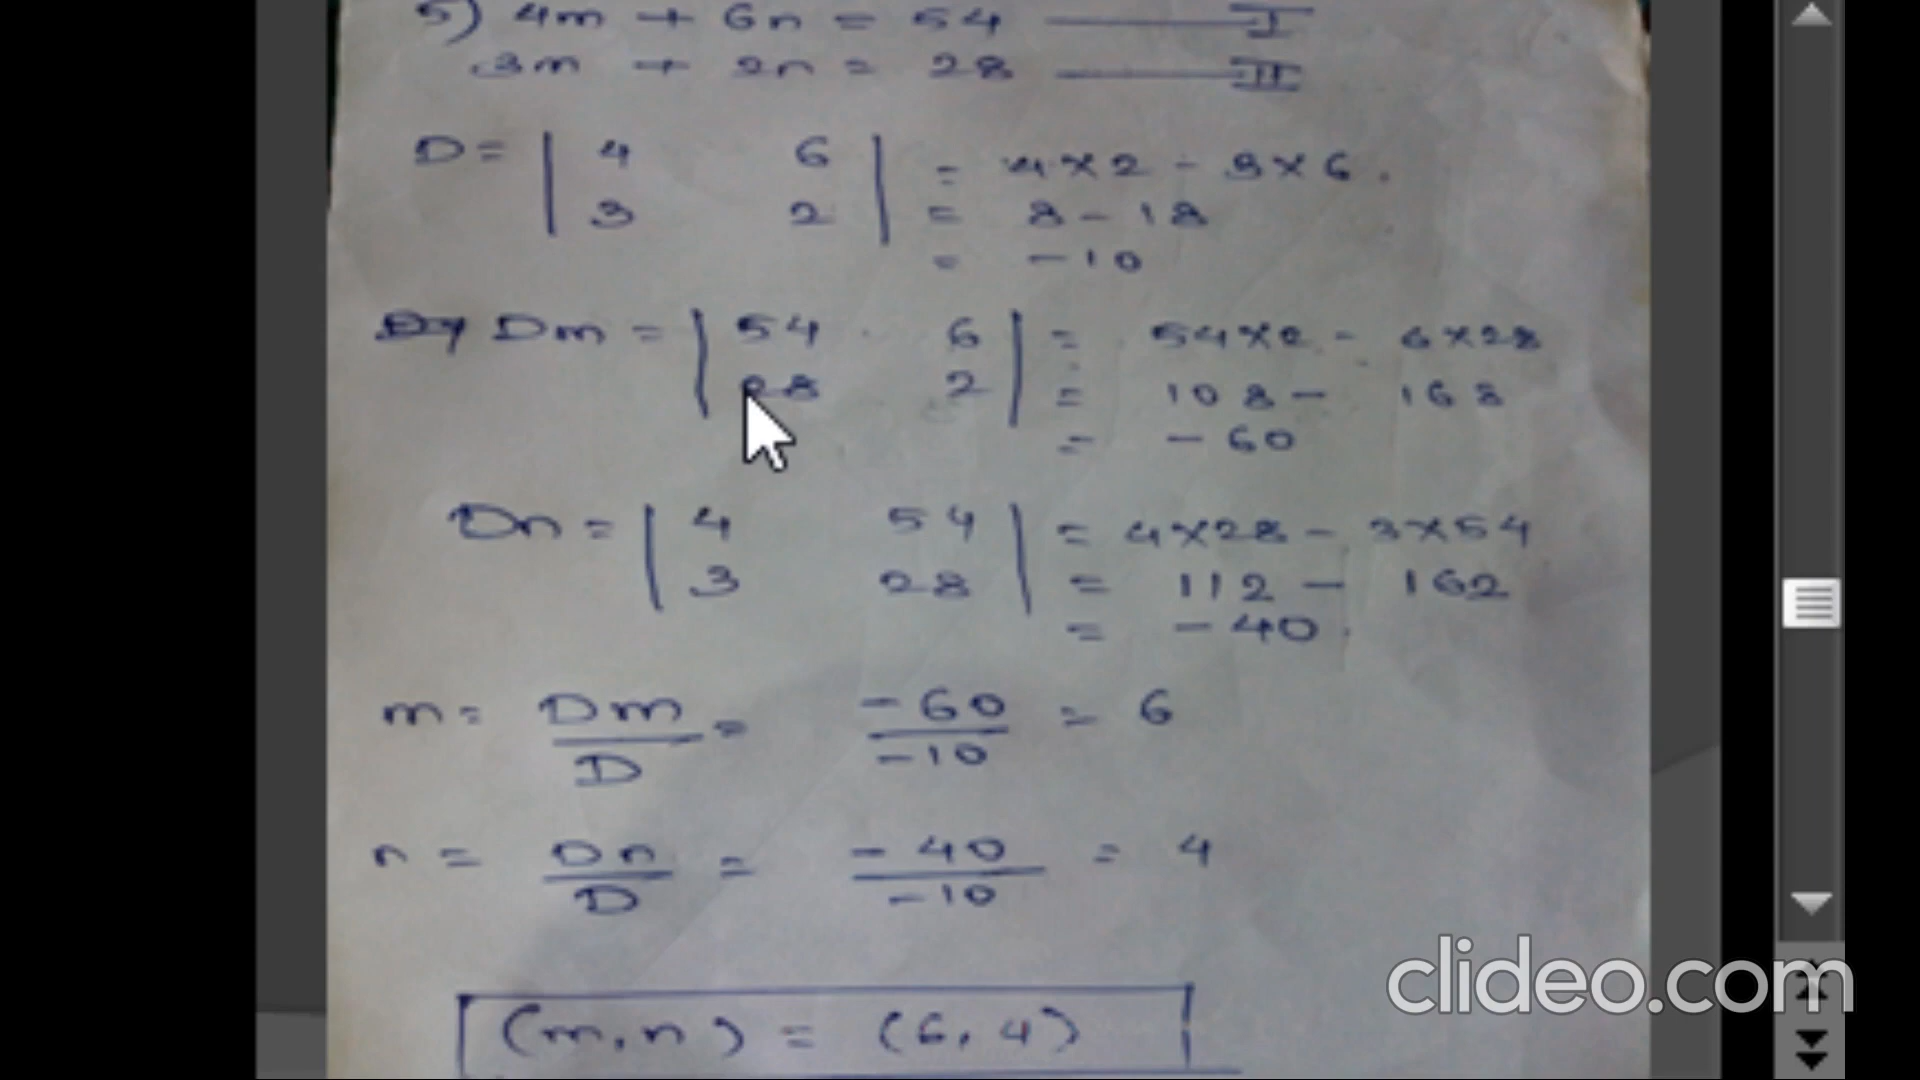 5) 4m + 6n = 54 ——— I
3m + 2n = 28 ——— II
D = | 4 6 | = 4×2 - 3×6.
| 3 2 | = 8 - 18
= -10
Dm = | 54 6 | = 54×2 - 6×28
| 28 2 | = 108 - 168
= -60
Dn = | 4 54 | = 4×28 - 3×54
| 3 28 | = 112 - 162
= -40.
m = Dm/D = -60/-10 = 6
n = Dn/D = -40/-10 = 4
(m,n) = (6,4)
clideo.com